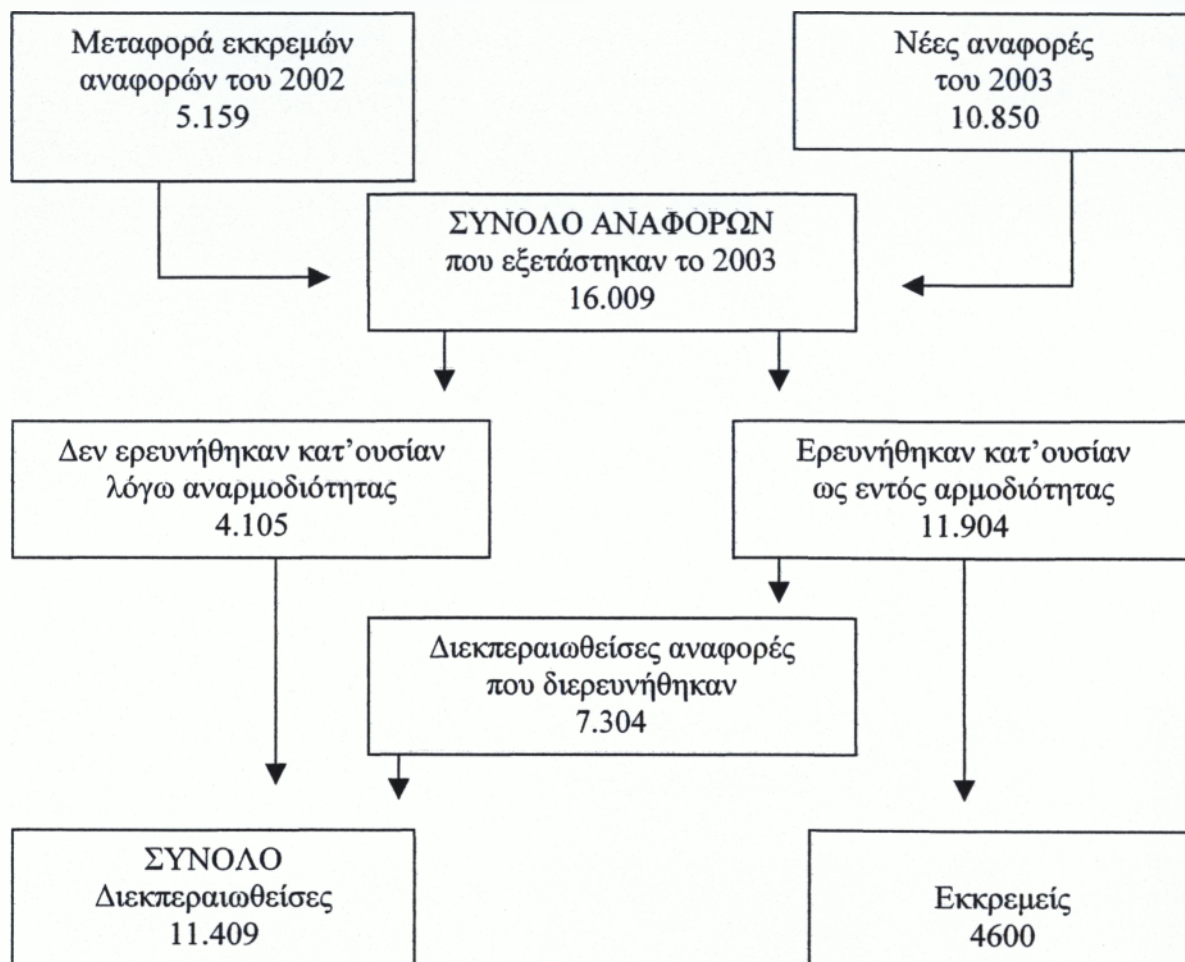 Μεταφορά εκκρεμών
αναφορών του 2002
5.159
Νέες αναφορές
του 2003
10.850
ΣΥΝΟΛΟ ΑΝΑΦΟΡΩΝ
που εξετάστηκαν το 2003
16.009
Δεν ερευνήθηκαν κατ’ουσίαν
λόγω αναρμοδιότητας
4.105
Ερευνήθηκαν κατ’ουσίαν
ως εντός αρμοδιότητας
11.904
Διεκπεραιωθείσες αναφορές
που διερευνήθηκαν
7.304
ΣΥΝΟΛΟ
Διεκπεραιωθείσες
11.409
Εκκρεμείς
4600